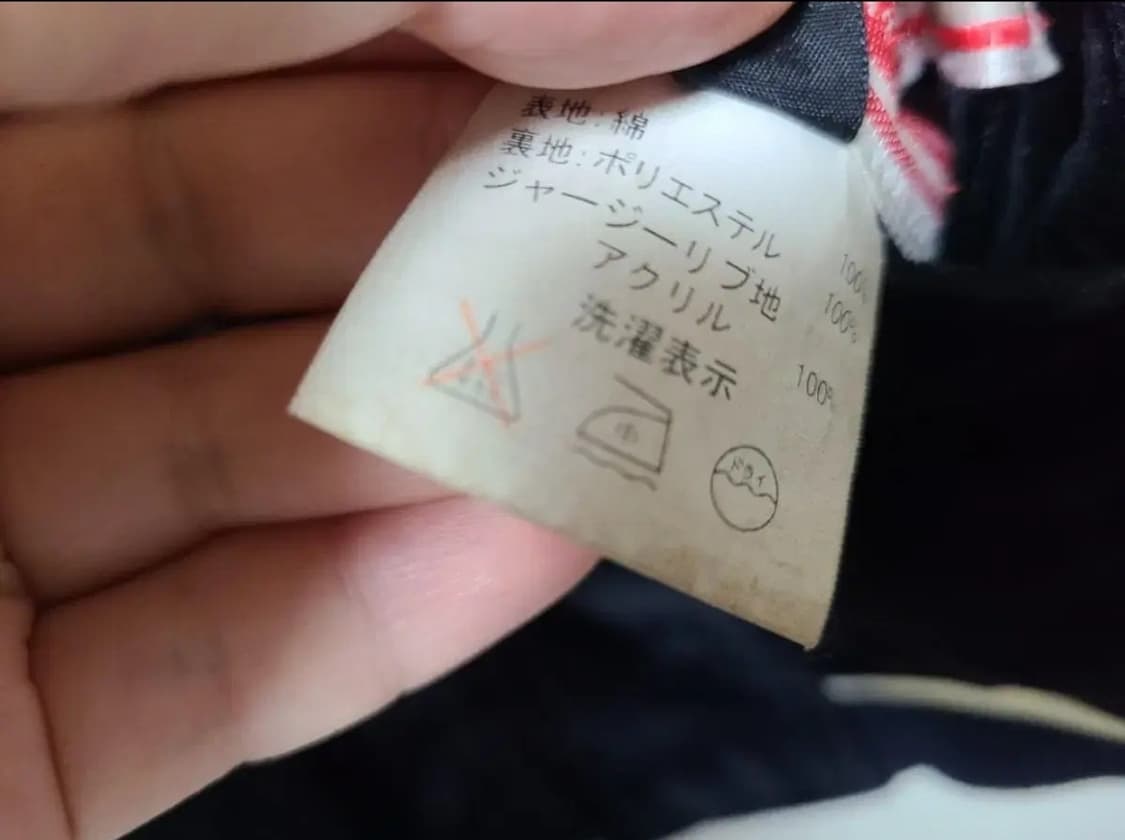 表地:綿 100%
裏地:ポリエステル 100%
ジャージーリブ地
アクリル 100%
洗濯表示
中 ドライ